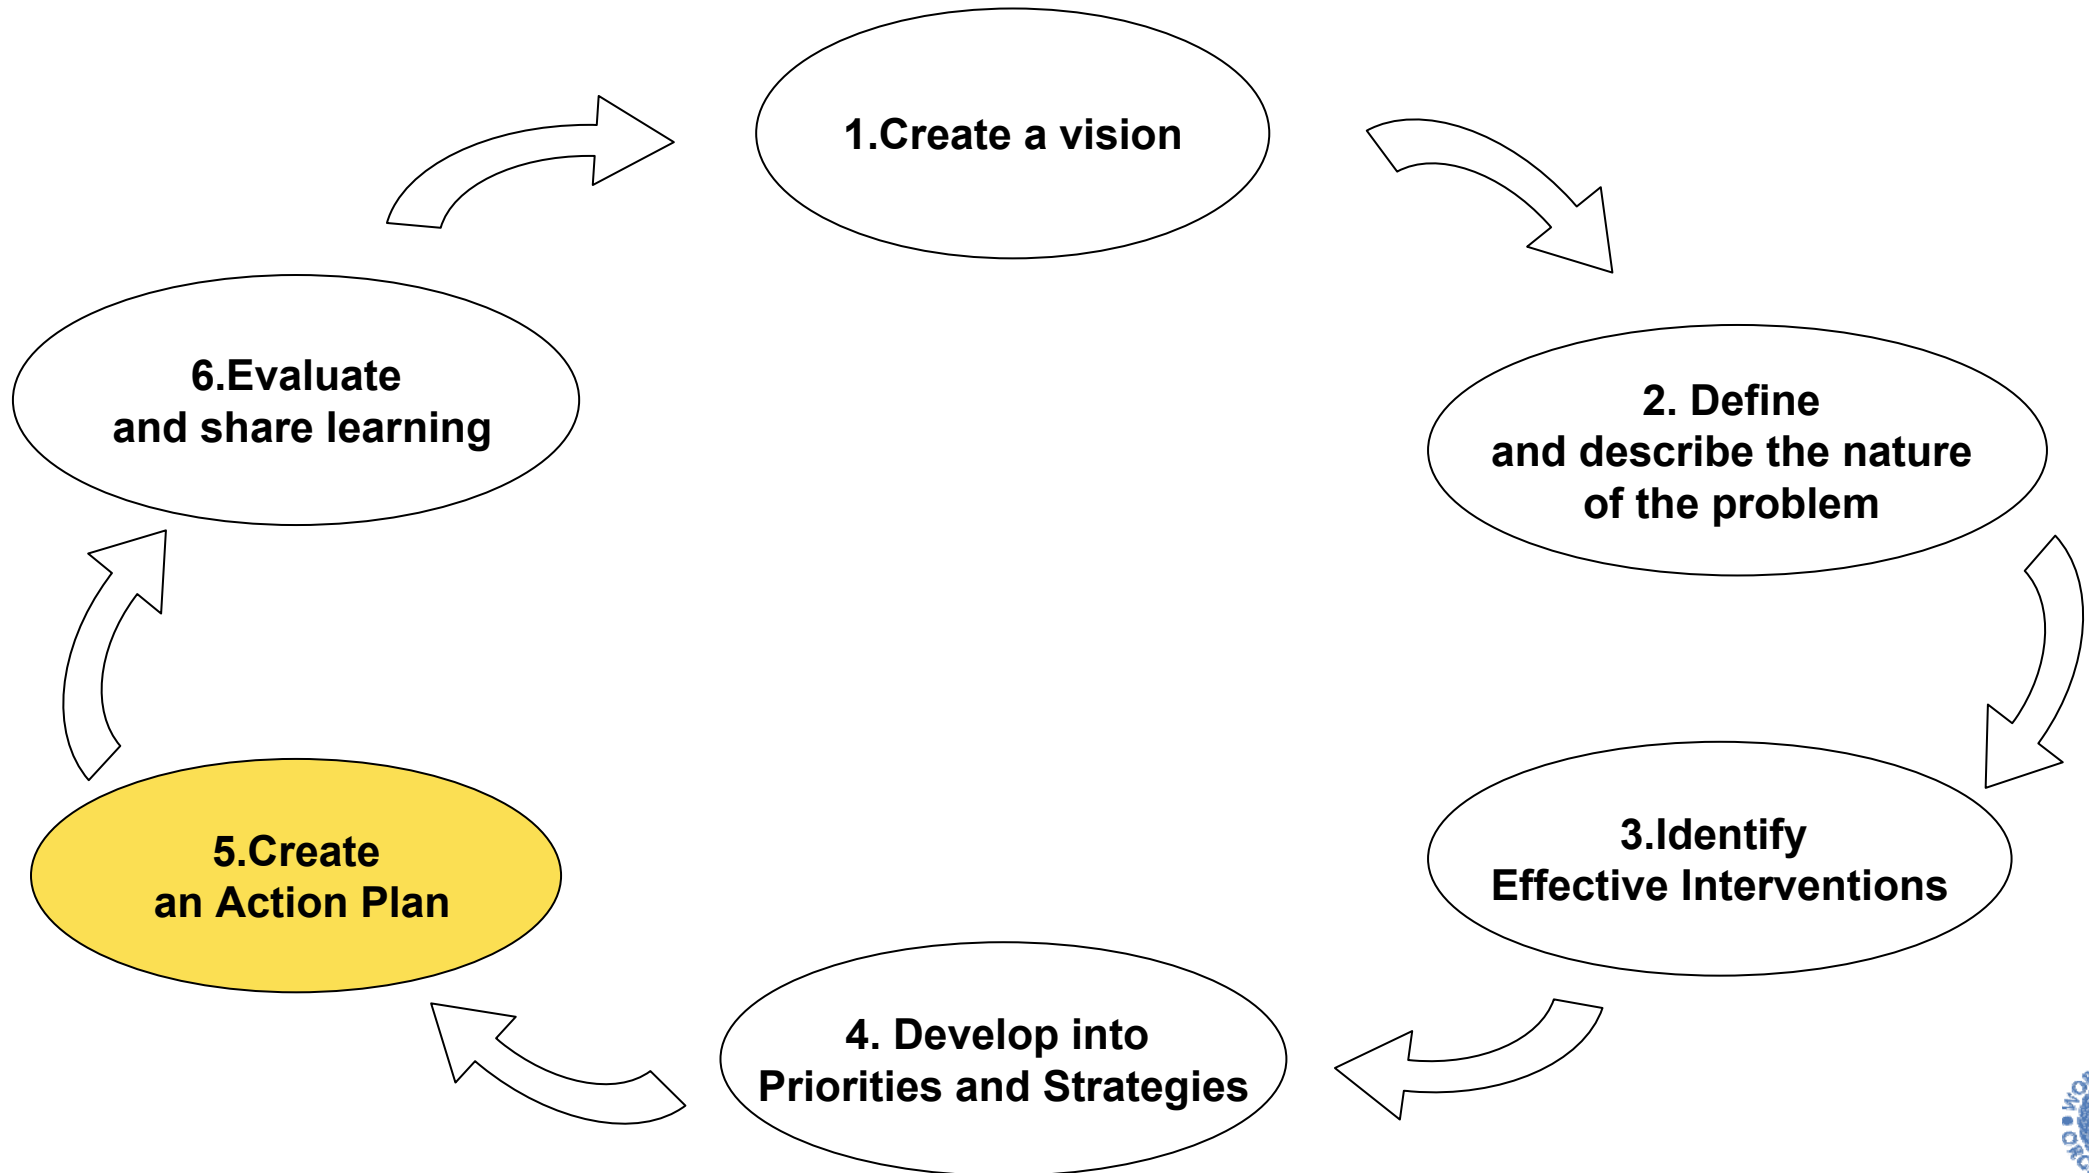 1.Create a vision
2. Define
and describe the nature
of the problem
3.Identify
Effective Interventions
4. Develop into
Priorities and Strategies
5.Create
an Action Plan
6.Evaluate
and share learning